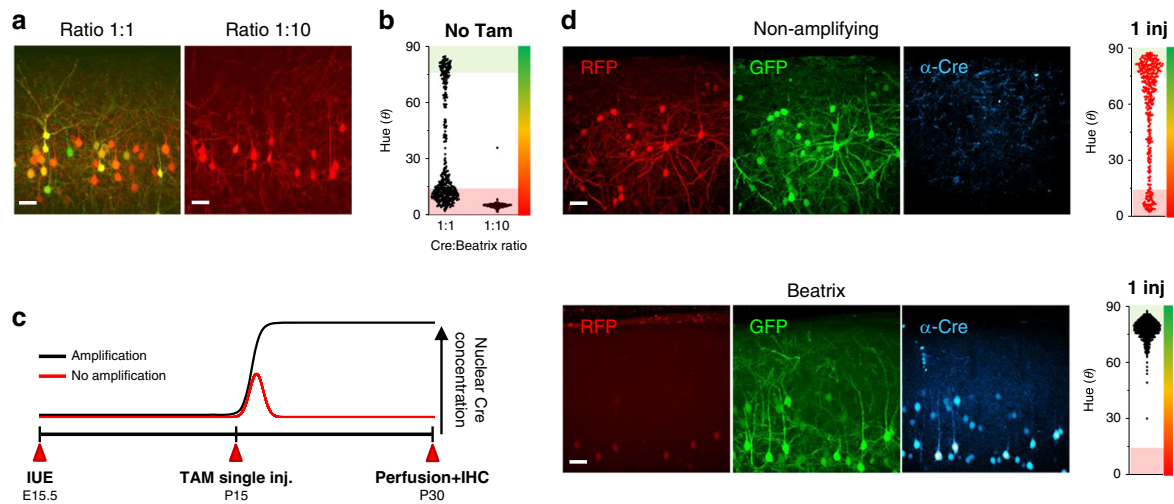 a
Ratio 1:1
Ratio 1:10
b
No Tam
90
60
30
0
Hue (θ)
1:1
1:10
Cre:Beatrix ratio
c
Amplification
No amplification
Nuclear Cre
concentration
IUE
E15.5
TAM single inj.
P15
Perfusion+IHC
P30
d
Non-amplifying
RFP
GFP
α-Cre
1 inj
90
60
30
0
Hue (θ)
Beatrix
RFP
GFP
α-Cre
1 inj
90
60
30
0
Hue (θ)